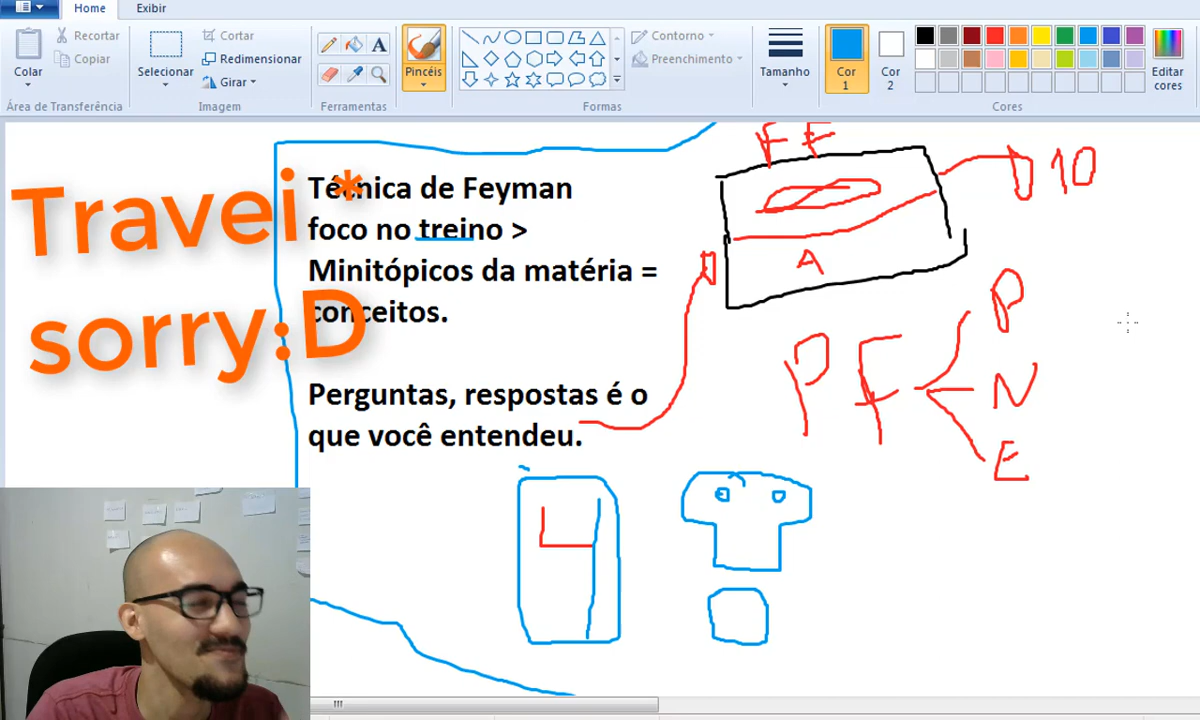 Home
Exibir
Colar
Recortar
Copiar
Área de Transferência
Selecionar
Cortar
Redimensionar
Girar
Imagem
Ferramentas
Pincéis
Contorno
Preenchimento
Formas
Tamanho
Cor
1
Cor
2
Editar
cores
Cores
Travei *
sorry:D
Técnica de Feyman
foco no treino >
Minitópicos da matéria =
conceitos.
Perguntas, respostas é o
que você entendeu.
F F
10
A
P F
P
N
E